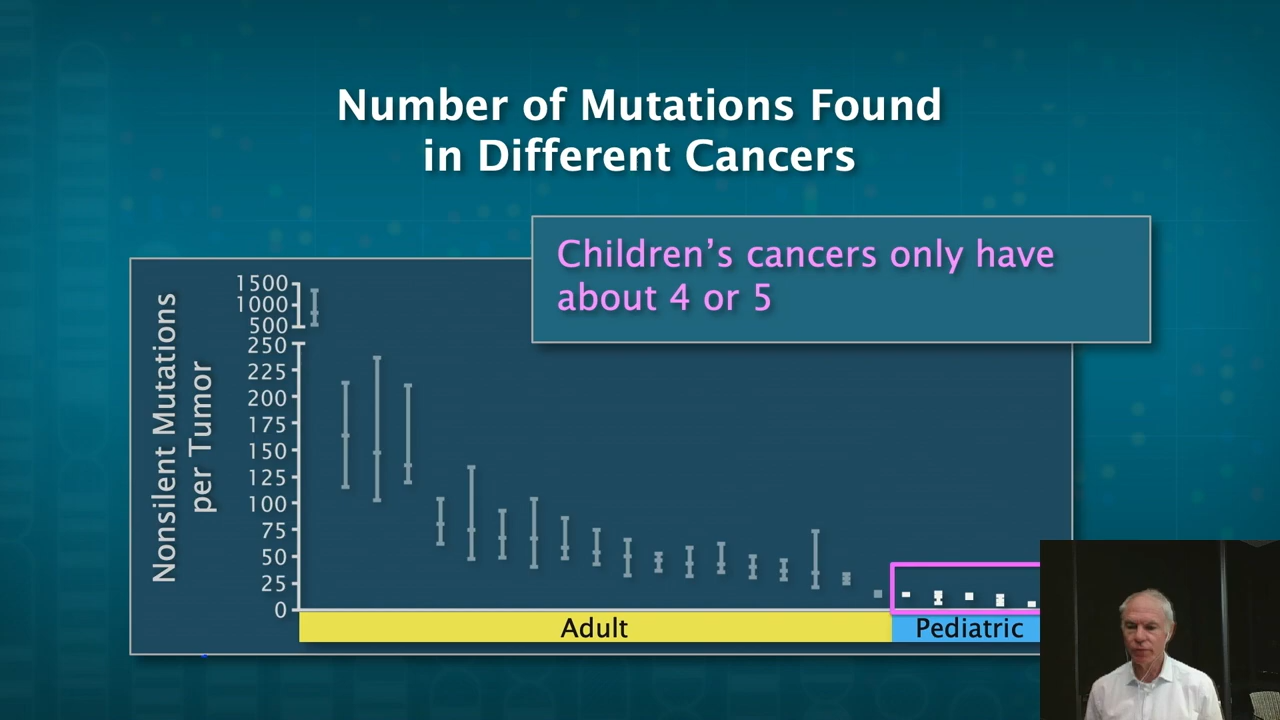 Number of Mutations Found
in Different Cancers
Children’s cancers only have
about 4 or 5
Nonsilent Mutations
per Tumor
1500
1000
500
250
225
200
175
150
125
100
75
50
25
0
Adult
Pediatric